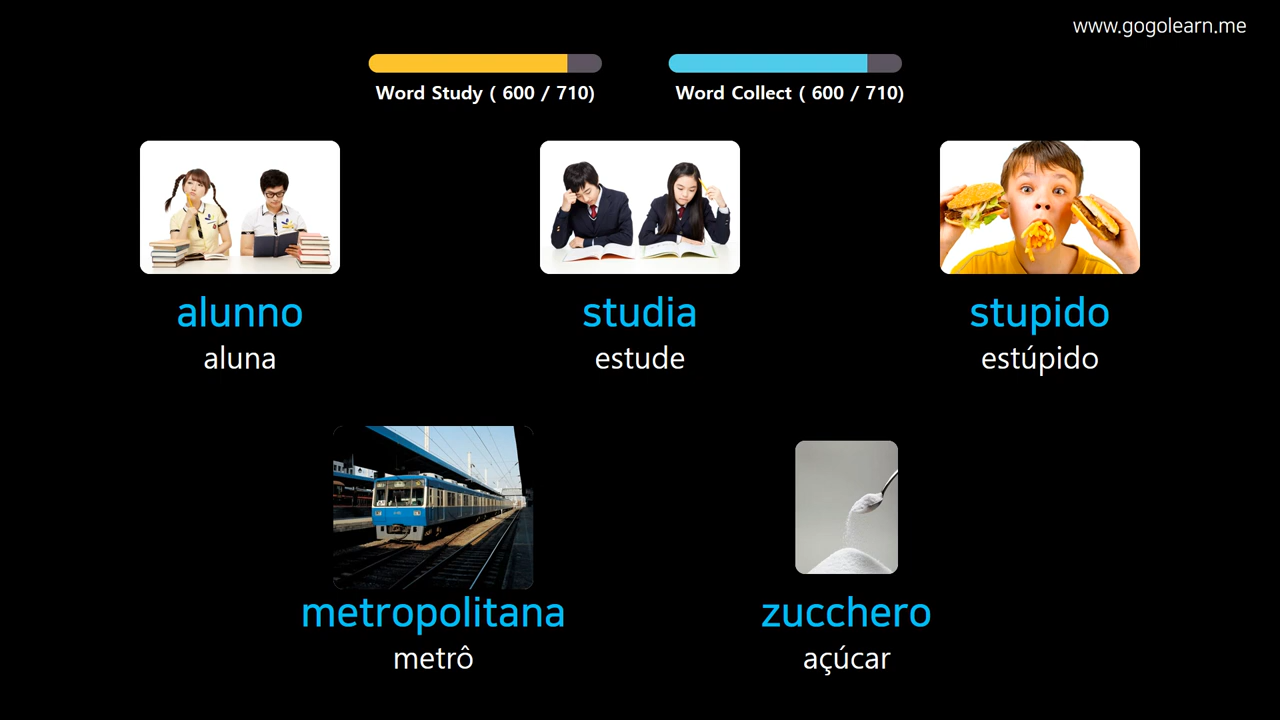 www.gogolearn.me
Word Study ( 600 / 710)
Word Collect ( 600 / 710)
alunno
aluna
studia
estude
stupido
estúpido
metropolitana
metrô
zucchero
açúcar